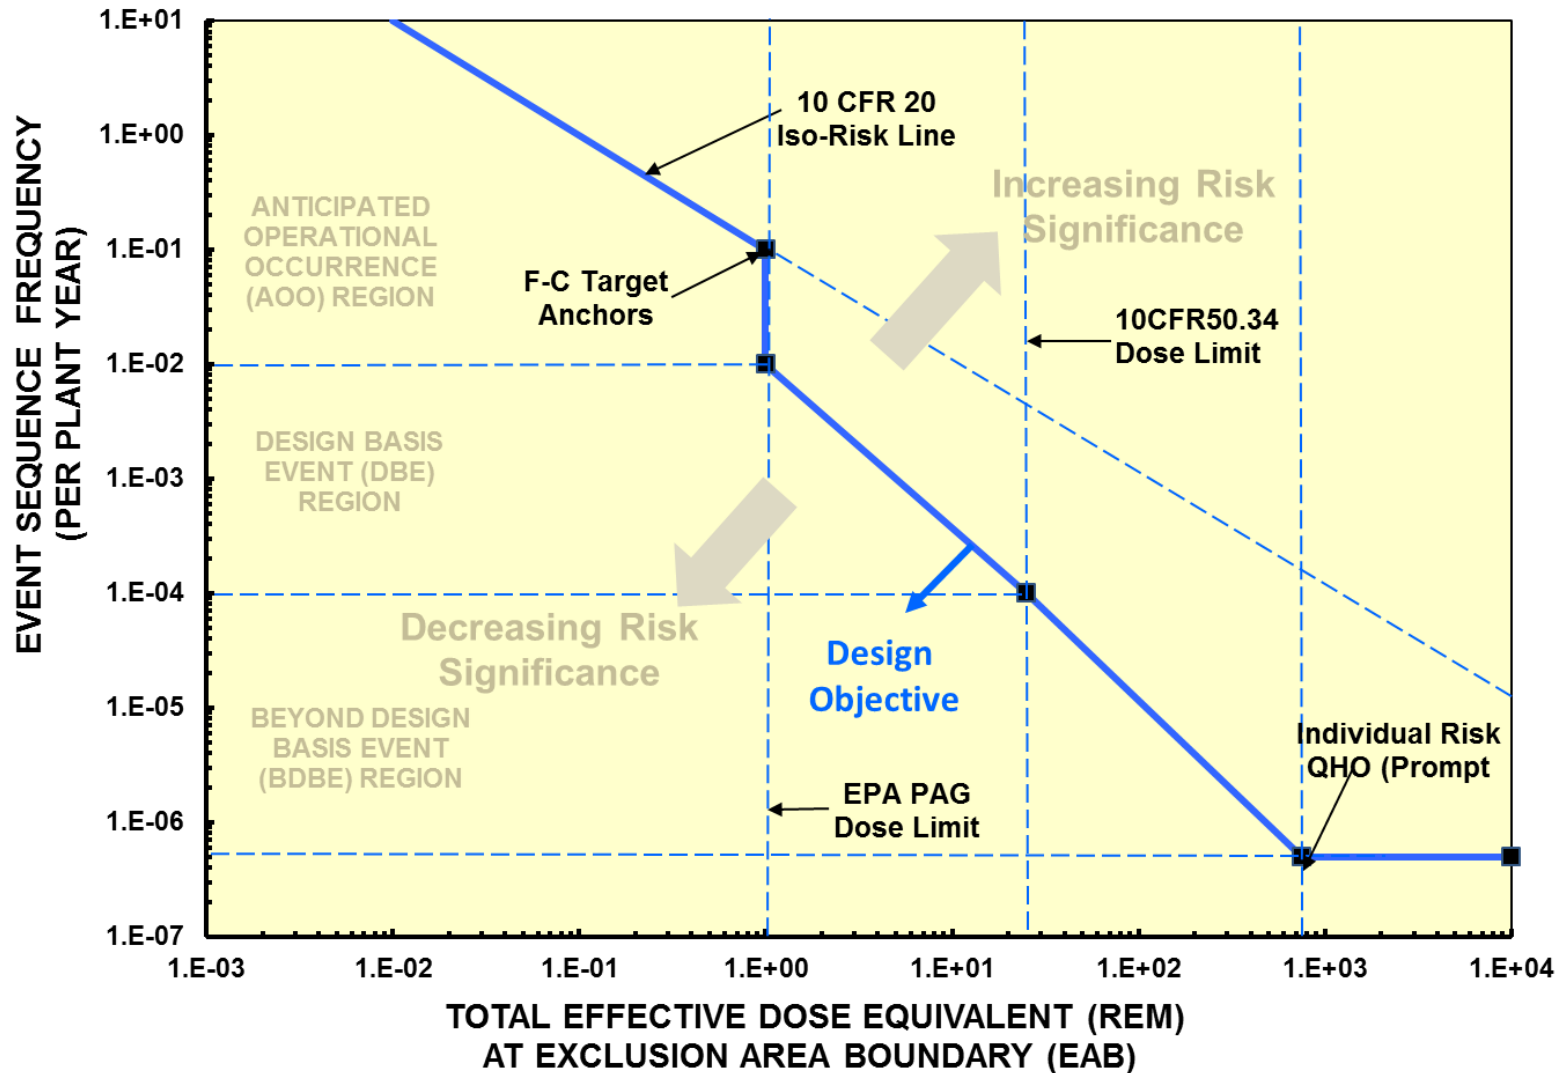 EVENT SEQUENCE FREQUENCY
(PER PLANT YEAR)
1.E+01
1.E+00
1.E-01
1.E-02
1.E-03
1.E-04
1.E-05
1.E-06
1.E-07
10 CFR 20
Iso-Risk Line
Increasing Risk
Significance
ANTICIPATED
OPERATIONAL
OCCURRENCE
(AOO) REGION
F-C Target
Anchors
10CFR50.34
Dose Limit
DESIGN BASIS
EVENT (DBE)
REGION
Decreasing Risk
Significance
Design
Objective
BEYOND DESIGN
BASIS EVENT
(BDBE) REGION
Individual Risk
QHO (Prompt
EPA PAG
Dose Limit
1.E-03
1.E-02
1.E-01
1.E+00
1.E+01
1.E+02
1.E+03
1.E+04
TOTAL EFFECTIVE DOSE EQUIVALENT (REM)
AT EXCLUSION AREA BOUNDARY (EAB)